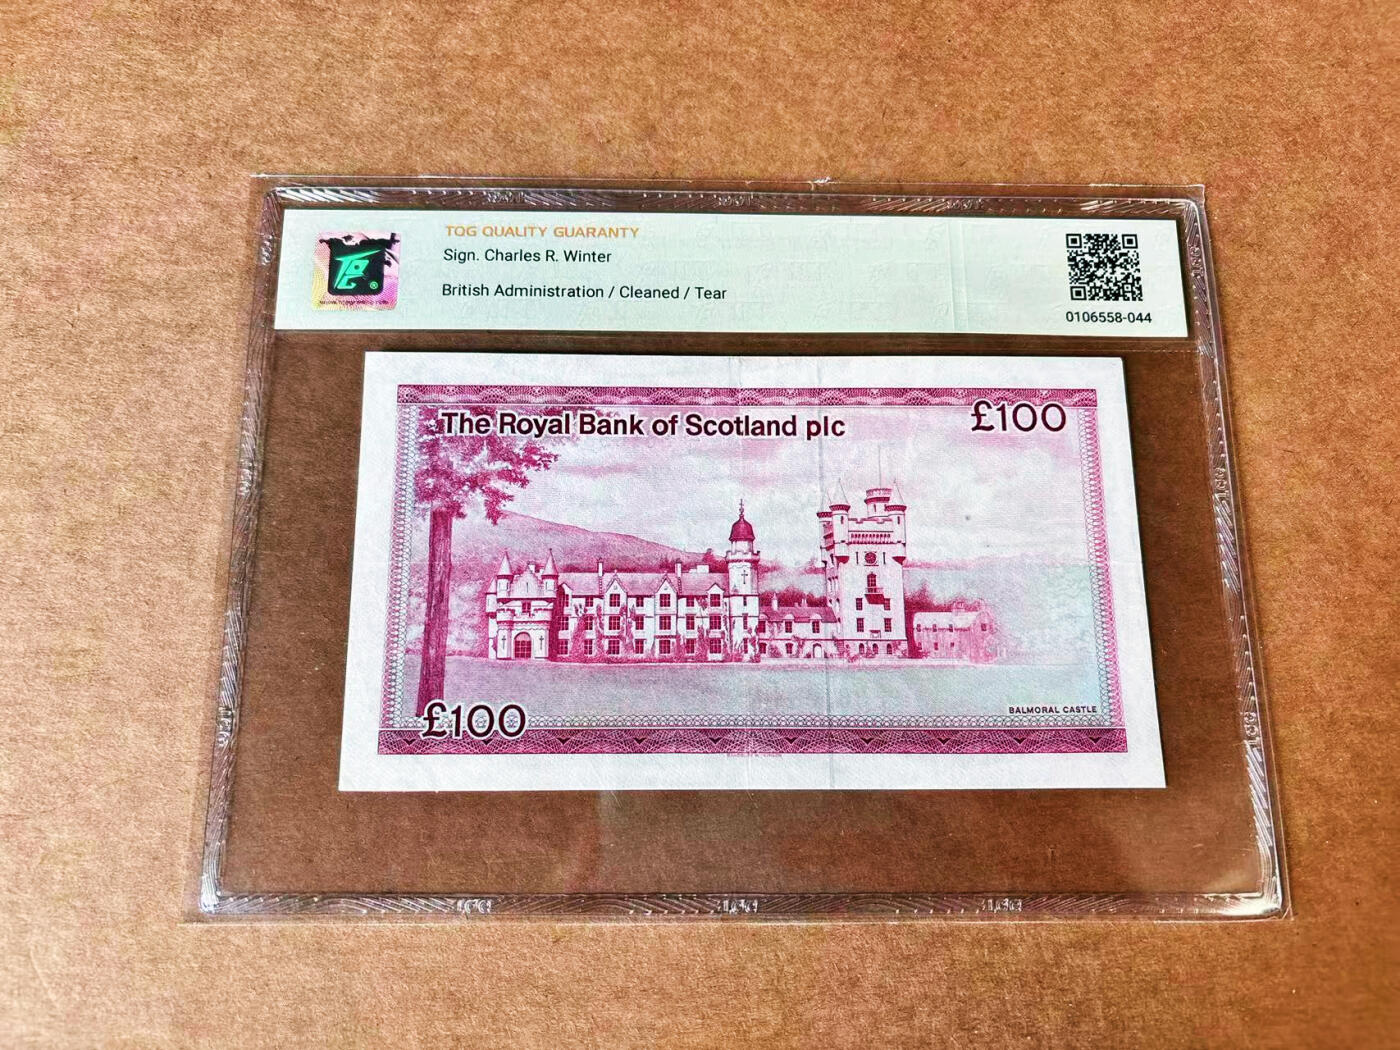 TQG QUALITY GUARANTY
Sign. Charles R. Winter
British Administration / Cleaned / Tear
TQG
0106558-044
The Royal Bank of Scotland plc
£100
£100
BALMORAL CASTLE